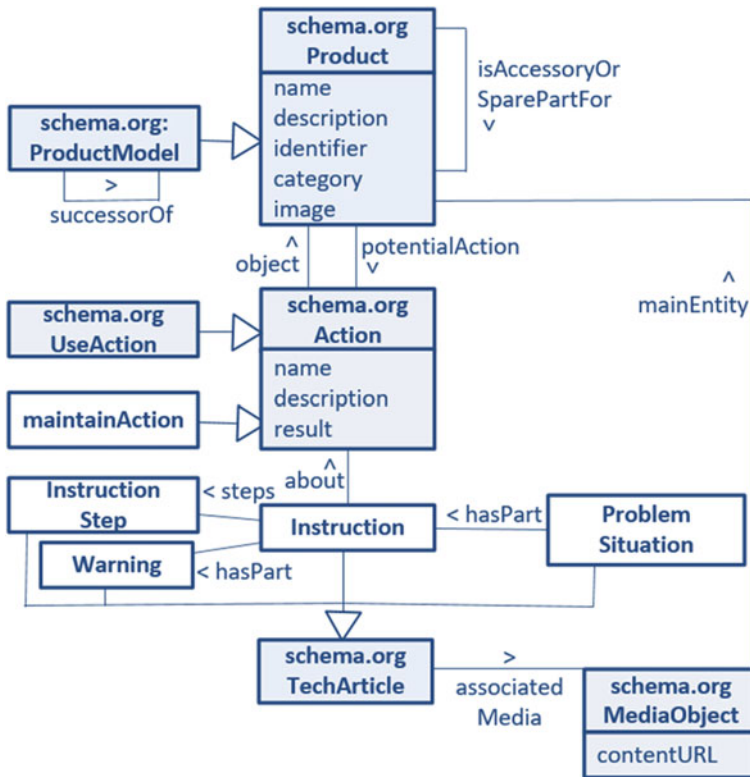 schema.org
Product
name
description
identifier
category
image
isAccessoryOr
SparePartFor
v
schema.org:
ProductModel
>
successorOf
^
object
potentialAction
v
^
mainEntity
schema.org
UseAction
schema.org
Action
name
description
result
maintainAction
^
about
Instruction
Step
< steps
Instruction
< hasPart
Problem
Situation
Warning
< hasPart
schema.org
TechArticle
>
associated
Media
schema.org
MediaObject
contentURL